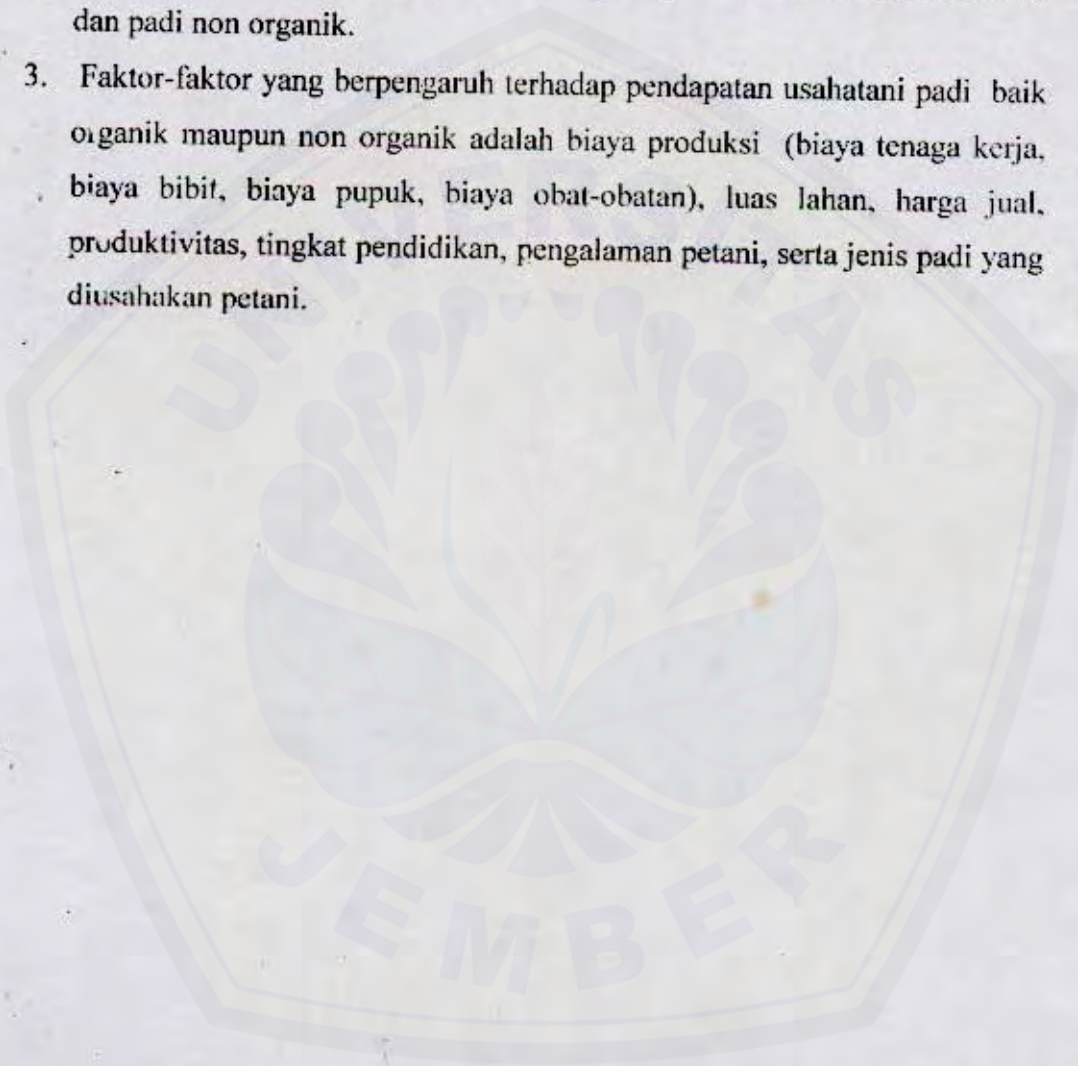 dan padi non organik.
3. Faktor-faktor yang berpengaruh terhadap pendapatan usahatani padi baik
organik maupun non organik adalah biaya produksi (biaya tenaga kerja,
biaya bibit, biaya pupuk, biaya obat-obatan), luas lahan, harga jual,
produktivitas, tingkat pendidikan, pengalaman petani, serta jenis padi yang
diusahakan petani.
UNIVERSITAS
JEMBER